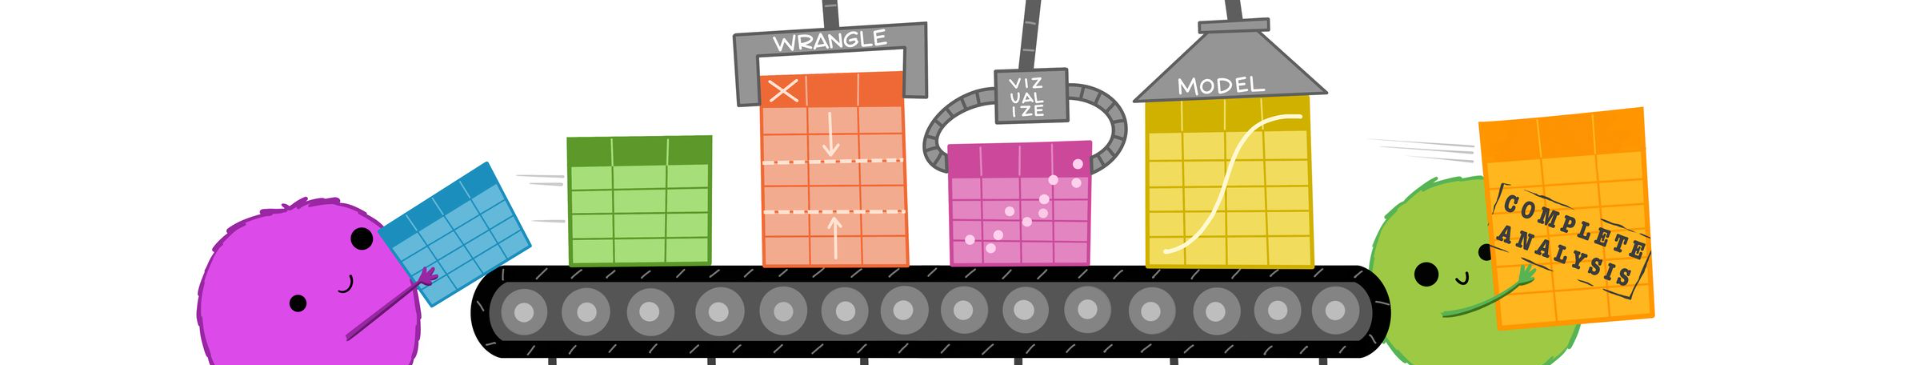 WRANGLE
VIZ
UAL
IZE
MODEL
COMPLETE
ANALYSIS